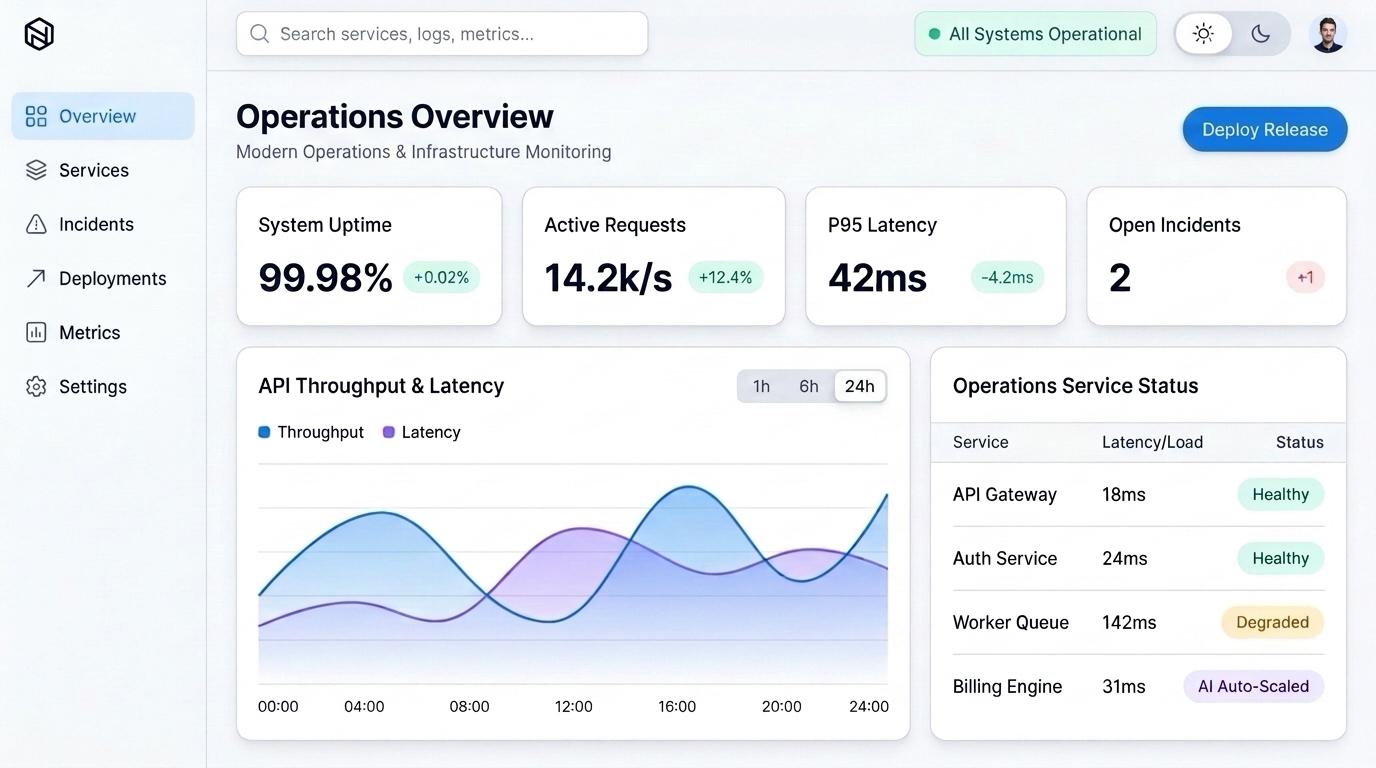 Search services, logs, metrics...
All Systems Operational
Overview
Services
Incidents
Deployments
Metrics
Settings
Operations Overview
Modern Operations & Infrastructure Monitoring
Deploy Release
System Uptime
99.98% +0.02%
Active Requests
14.2k/s +12.4%
P95 Latency
42ms -4.2ms
Open Incidents
2 +1
API Throughput & Latency
1h 6h 24h
Throughput Latency
00:00 04:00 08:00 12:00 16:00 20:00 24:00
Operations Service Status
Service Latency/Load Status
API Gateway 18ms Healthy
Auth Service 24ms Healthy
Worker Queue 142ms Degraded
Billing Engine 31ms AI Auto-Scaled